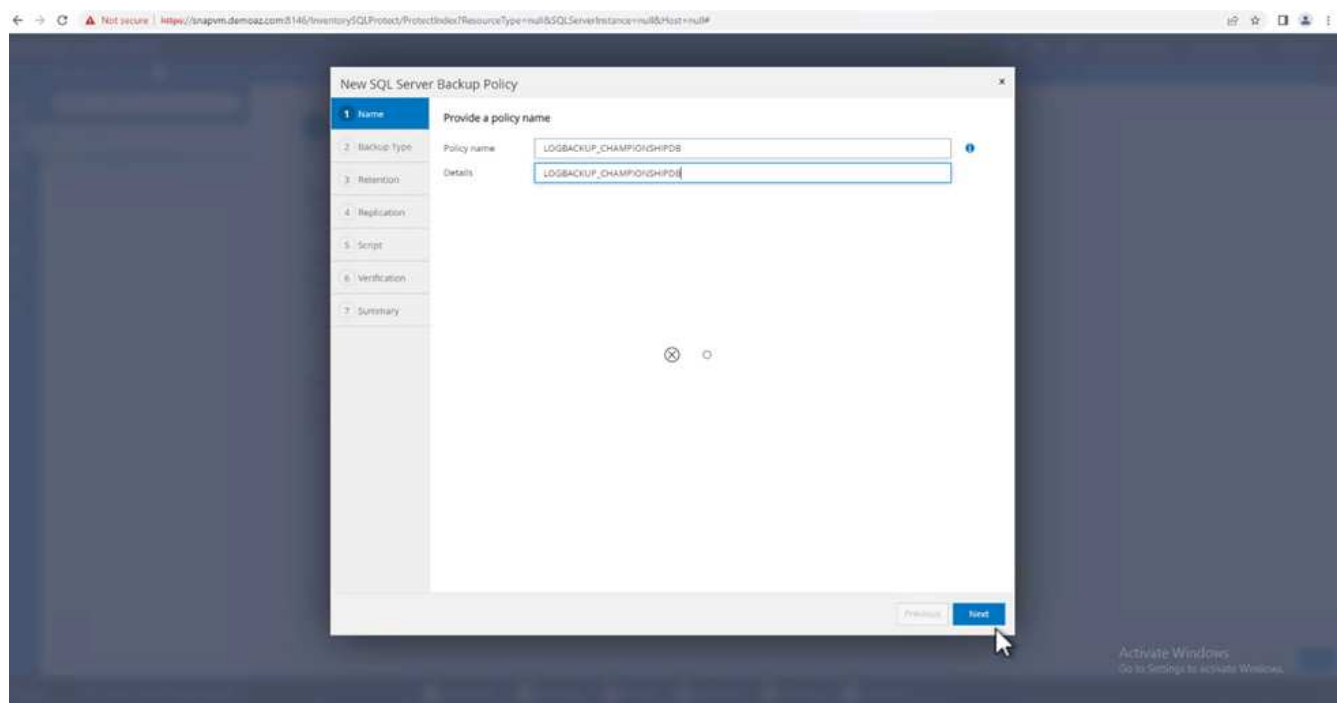 Not secure | https://snapvm.demoaz.com:8146/InventorySQLProtect/ProtectIndex?ResourceType=null&SQLServerInstance=null&Host=null#
New SQL Server Backup Policy
1 Name
Provide a policy name
2 Backup Type
Policy name
LOGBACKUP_CHAMPIONSHIPDB
3 Retention
Details
LOGBACKUP_CHAMPIONSHIPDB
4 Replication
5 Script
6 Verification
7 Summary
Previous
Next
Activate Windows
Go to Settings to activate Windows.